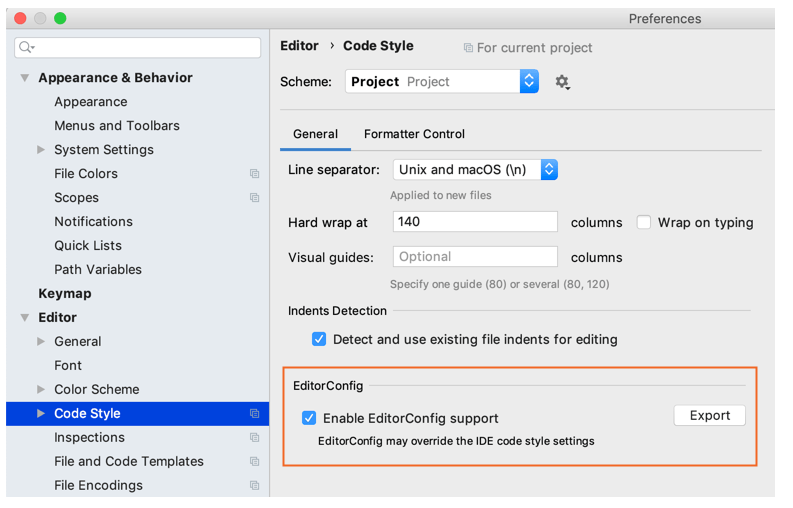 Preferences
Appearance & Behavior
Appearance
Menus and Toolbars
System Settings
File Colors
Scopes
Notifications
Quick Lists
Path Variables
Keymap
Editor
General
Font
Color Scheme
Code Style
Inspections
File and Code Templates
File Encodings
Editor › Code Style For current project
Scheme: Project Project
General Formatter Control
Line separator: Unix and macOS (\n)
Applied to new files
Hard wrap at 140 columns Wrap on typing
Visual guides: Optional columns
Specify one guide (80) or several (80, 120)
Indents Detection
Detect and use existing file indents for editing
EditorConfig
Enable EditorConfig support Export
EditorConfig may override the IDE code style settings